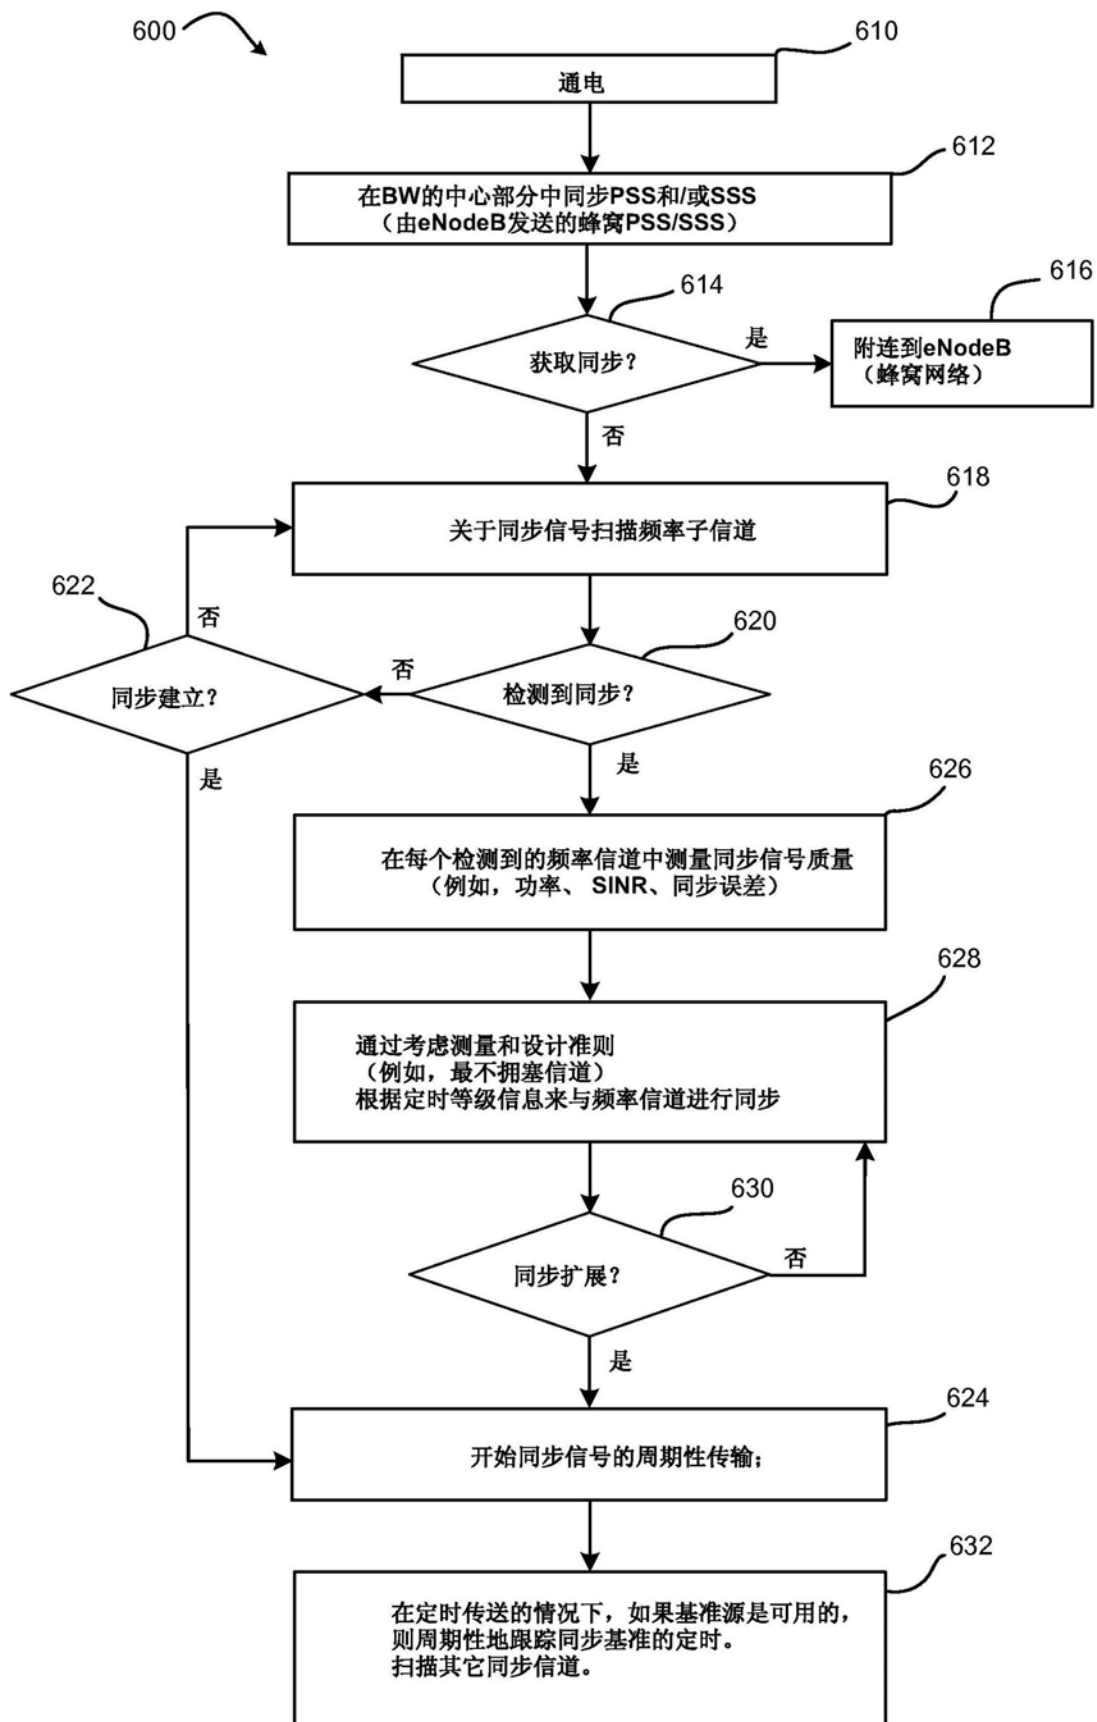 600
610
通电
612
在BW的中心部分中同步PSS和/或SSS
（由eNodeB发送的蜂窝PSS/SSS）
614
获取同步？
是
616
附连到eNodeB
（蜂窝网络）
否
618
关于同步信号扫描频率子信道
622
否
同步建立？
否
620
检测到同步？
是
是
626
在每个检测到的频率信道中测量同步信号质量
（例如，功率、 SINR、同步误差）
628
通过考虑测量和设计准则
（例如，最不拥塞信道）
根据定时等级信息来与频率信道进行同步
630
同步扩展？
否
是
624
开始同步信号的周期性传输；
632
在定时传送的情况下，如果基准源是可用的，
则周期性地跟踪同步基准的定时。
扫描其它同步信道。